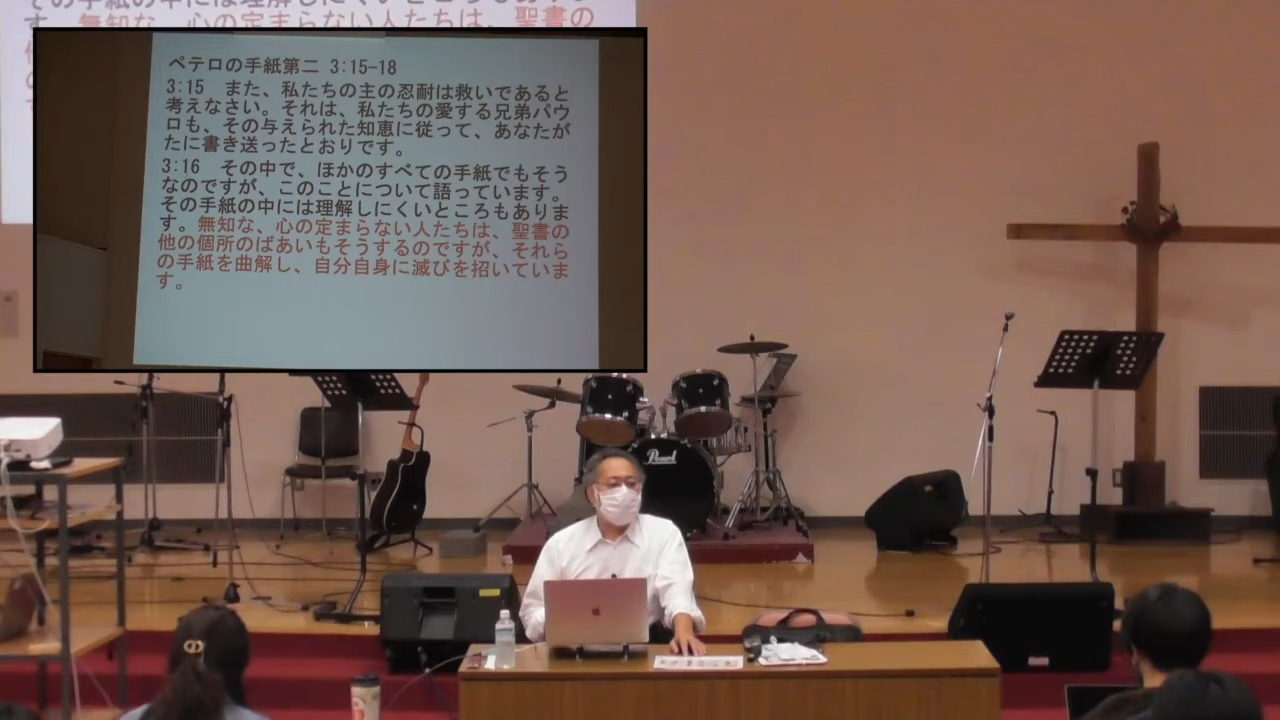 の中には理解しにくいところもあります
す。無知な、心の定まらない人たちは、聖書の
ペテロの手紙第二 3:15-18
3:15 また、私たちの主の忍耐は救いであると
考えなさい。それは、私たちの愛する兄弟パウ
ロも、その与えられた知恵に従って、あなたが
たに書き送ったとおりです。
3:16 その中で、ほかのすべての手紙でもそう
なのですが、このことについて語っています。
その手紙の中には理解しにくいところもありま
す。無知な、心の定まらない人たちは、聖書の
他の個所のばあいもそうするのですが、それら
の手紙を曲解し、自分自身に滅びを招いていま
す。
Pearl